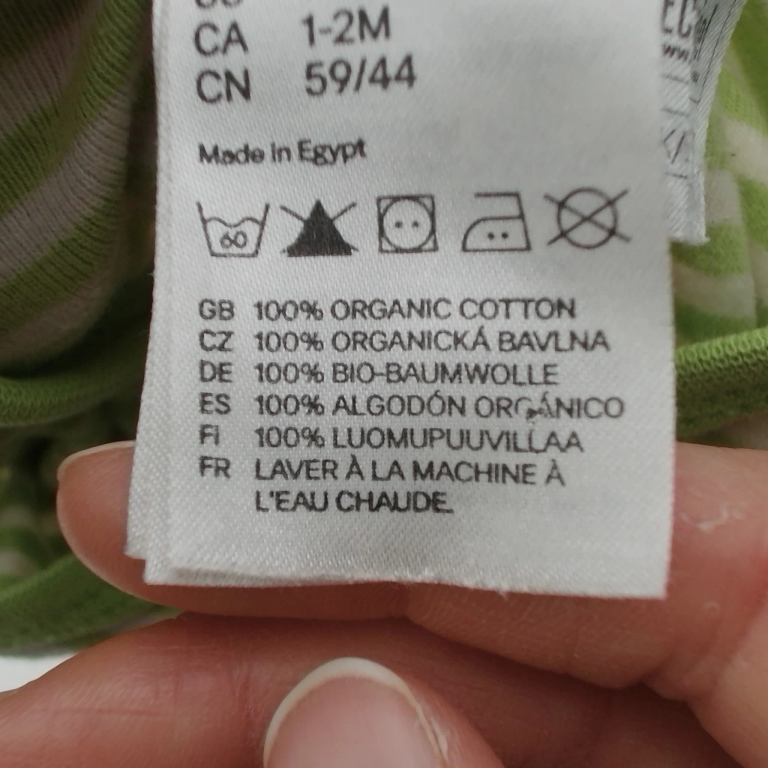 CA 1-2M
CN 59/44
Made in Egypt
60
GB 100% ORGANIC COTTON
CZ 100% ORGANICKÁ BAVLNA
DE 100% BIO-BAUMWOLLE
ES 100% ALGODÓN ORGÁNICO
FI 100% LUOMUPUUVILLAA
FR LAVER À LA MACHINE À
L'EAU CHAUDE.